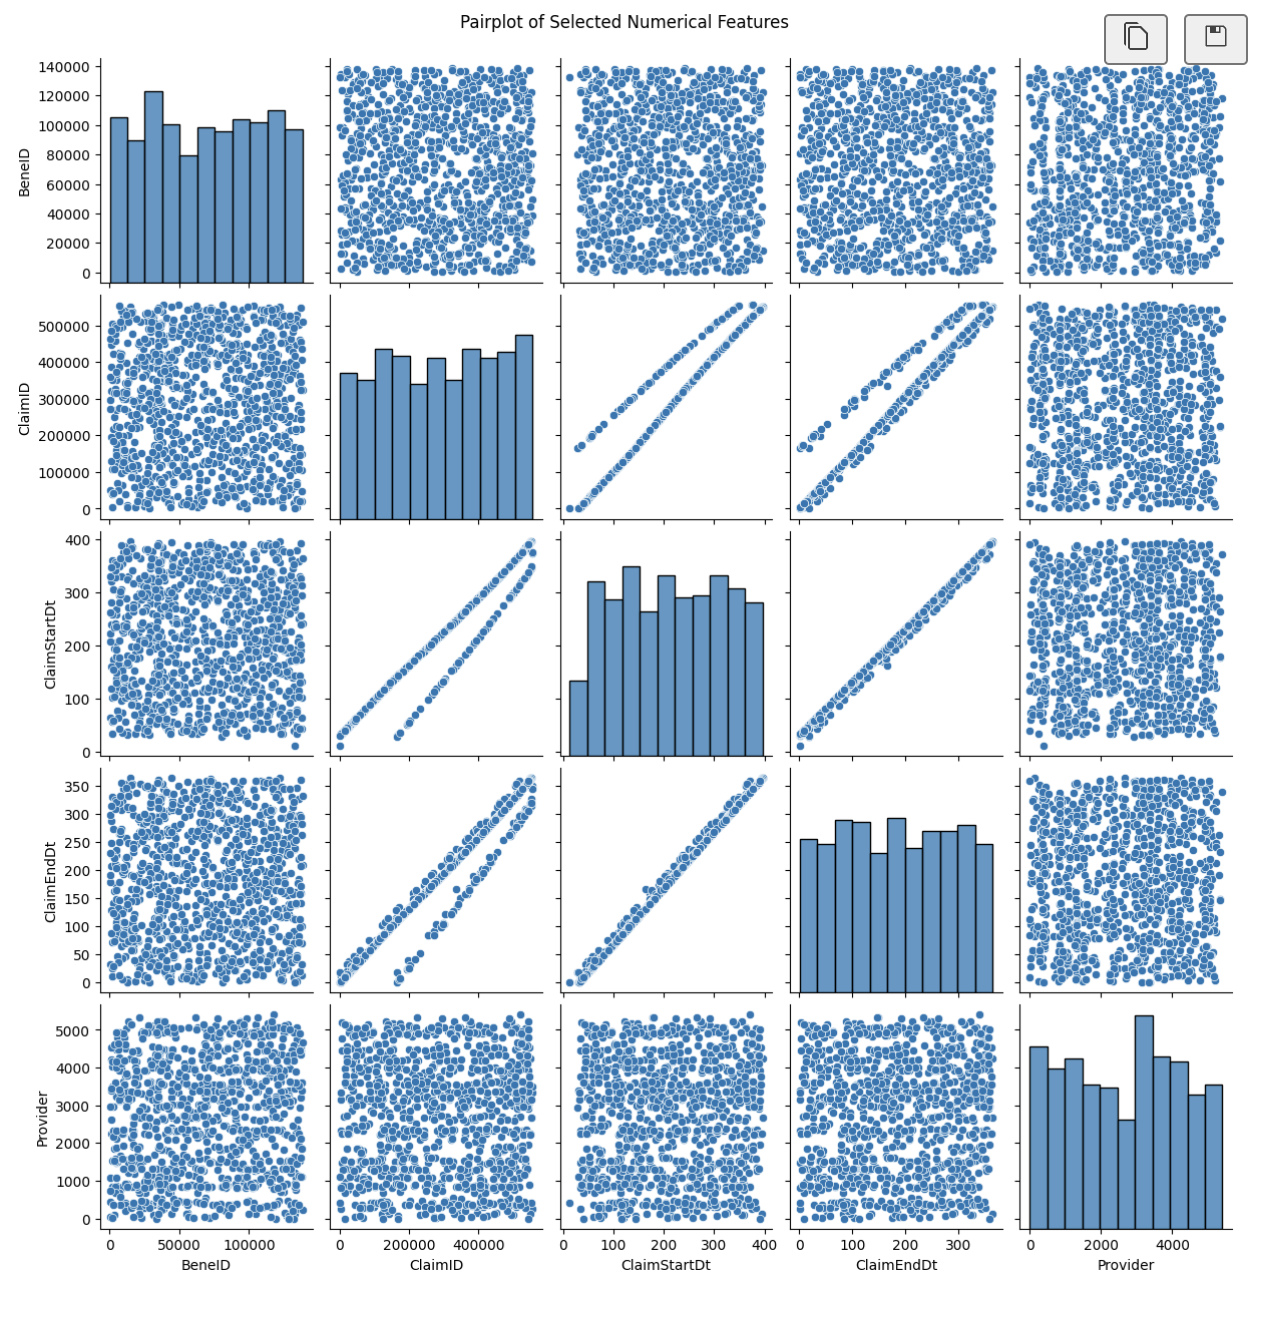 Pairplot of Selected Numerical Features
140000
120000
100000
80000
60000
40000
20000
0
BeneID
500000
400000
300000
200000
100000
0
ClaimID
400
300
200
100
0
ClaimStartDt
350
300
250
200
150
100
50
0
ClaimEndDt
5000
4000
3000
2000
1000
0
Provider
0 50000 100000
0 200000 400000
0 100 200 300 400
0 100 200 300
0 2000 4000
BeneID
ClaimID
ClaimStartDt
ClaimEndDt
Provider